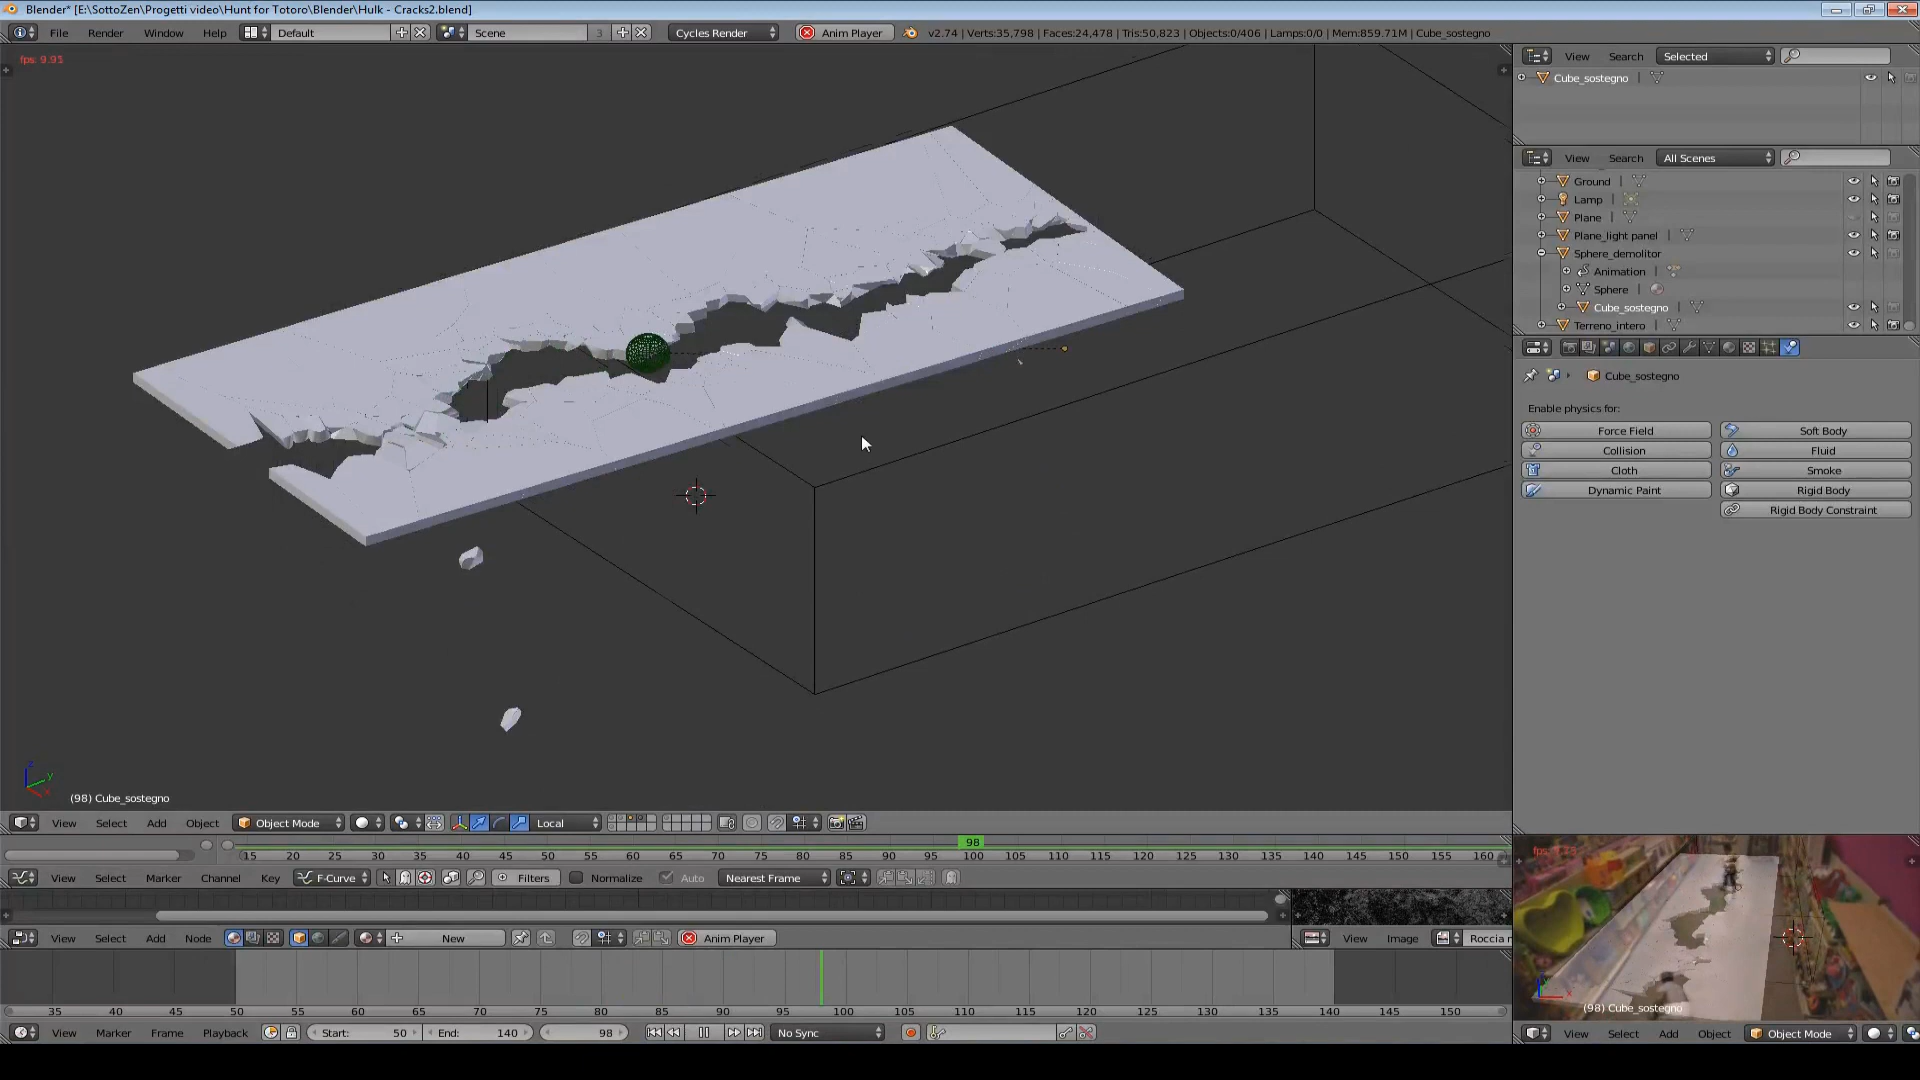 Blender* [E:\SottoZen\Progetti video\Hunt for Totoro\Blender\Hulk - Cracks2.blend]
File Render Window Help Default Scene 3 Cycles Render Anim Player v2.74 | Verts:35,798 | Faces:24,478 | Tris:50,823 | Objects:0/406 | Lamps:0/0 | Mem:859.71M | Cube_sostegno
View Search Selected
Cube_sostegno
View Search All Scenes
Ground
Lamp
Plane
Plane_light panel
Sphere_demolitor
Animation
Sphere
Cube_sostegno
Terreno_intero
Cube_sostegno
Enable physics for:
Force Field Soft Body
Collision Fluid
Cloth Smoke
Dynamic Paint Rigid Body
Rigid Body Constraint
z
y
x
(98) Cube_sostegno
View Select Add Object Object Mode Local
98
15 20 25 30 35 40 45 50 55 60 65 70 75 80 85 90 95 100 105 110 115 120 125 130 135 140 145 150 155 160
View Select Marker Channel Key F-Curve Filters Normalize Auto Nearest Frame
View Select Add Node New Anim Player View Image Roccia
35 40 45 50 55 60 65 70 75 80 85 90 95 100 105 110 115 120 125 130 135 140 145 150
View Marker Frame Playback Start: 50 End: 140 98 No Sync
(98) Cube_sostegno
View Select Add Object Object Mode